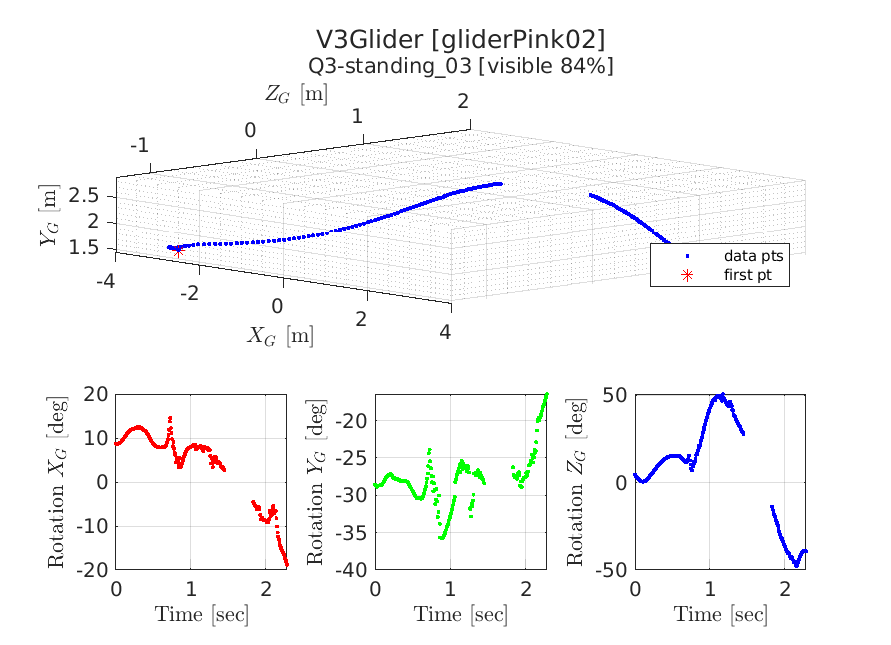 V3Glider [gliderPink02]
Q3-standing_03 [visible 84%]
Z_G [m]
-1 0 1 2
Y_G [m]
2.5
2
1.5
-4 -2 0 2 4
X_G [m]
data pts
first pt
Rotation X_G [deg]
20
10
0
-10
-20
0 1 2
Time [sec]
Rotation Y_G [deg]
-20
-25
-30
-35
-40
0 1 2
Time [sec]
Rotation Z_G [deg]
50
0
-50
0 1 2
Time [sec]